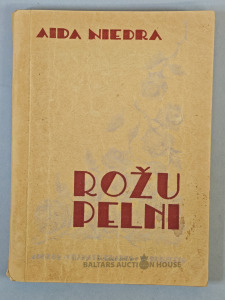 AIDA NIEDRA
ROŽU
PELNI
BALTARS AUCTION HOUSE